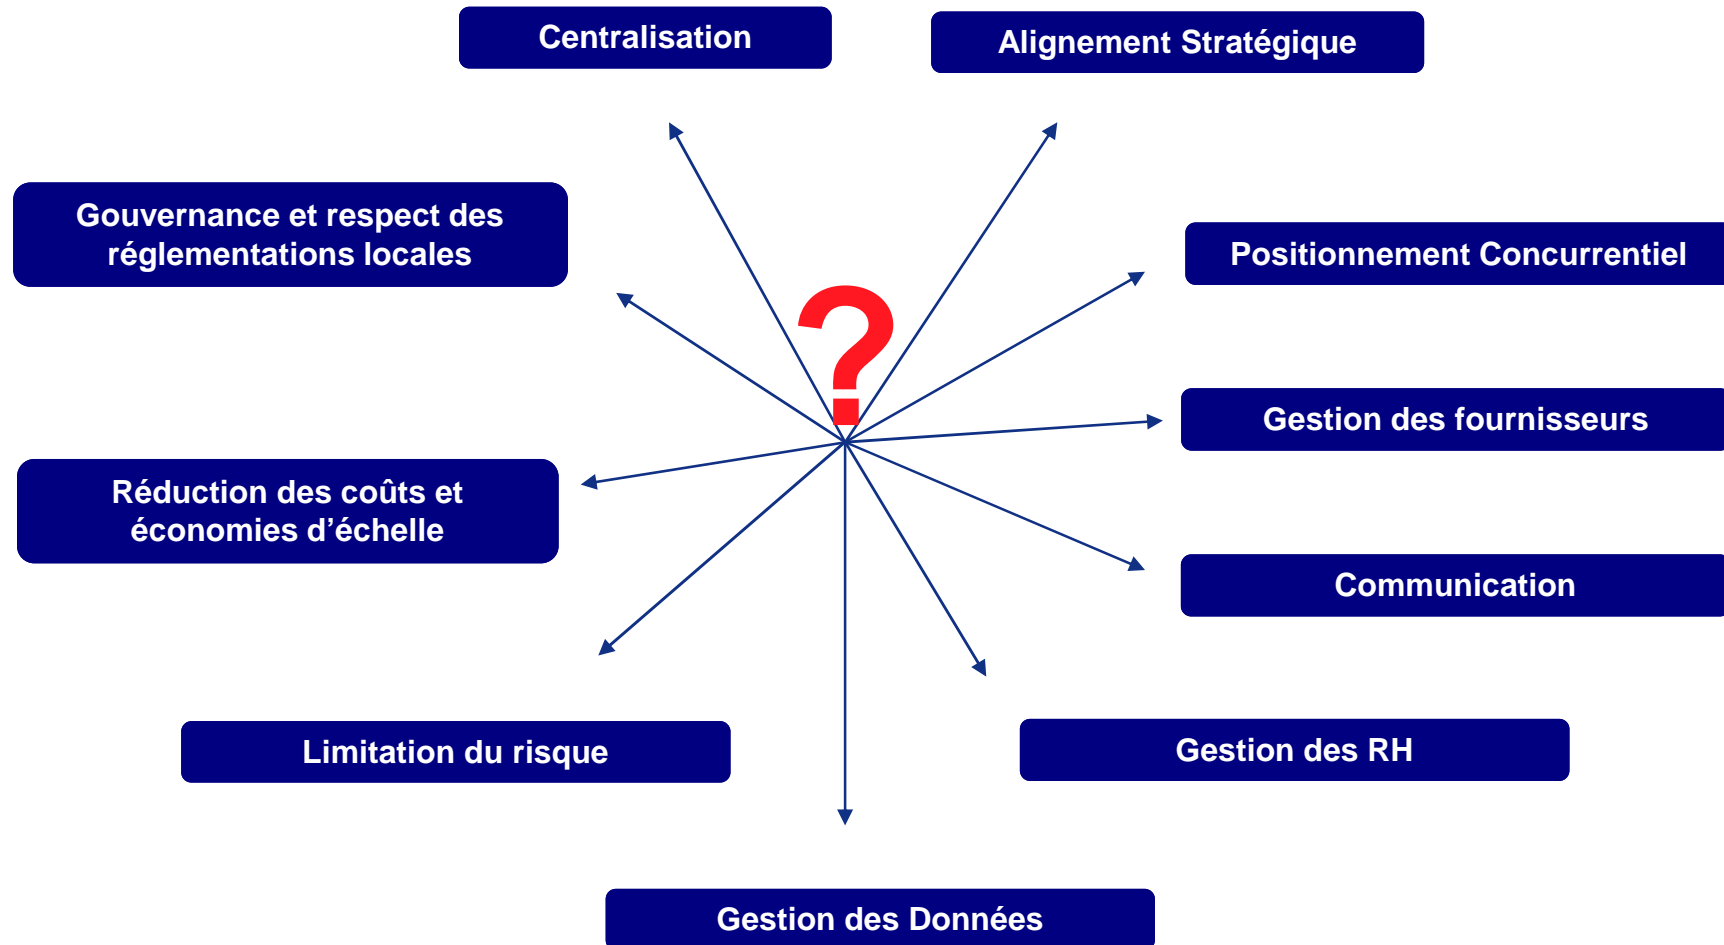 Centralisation
Alignement Stratégique
Gouvernance et respect des
réglementations locales
Positionnement Concurrentiel
?
Gestion des fournisseurs
Réduction des coûts et
économies d’échelle
Communication
Limitation du risque
Gestion des RH
Gestion des Données